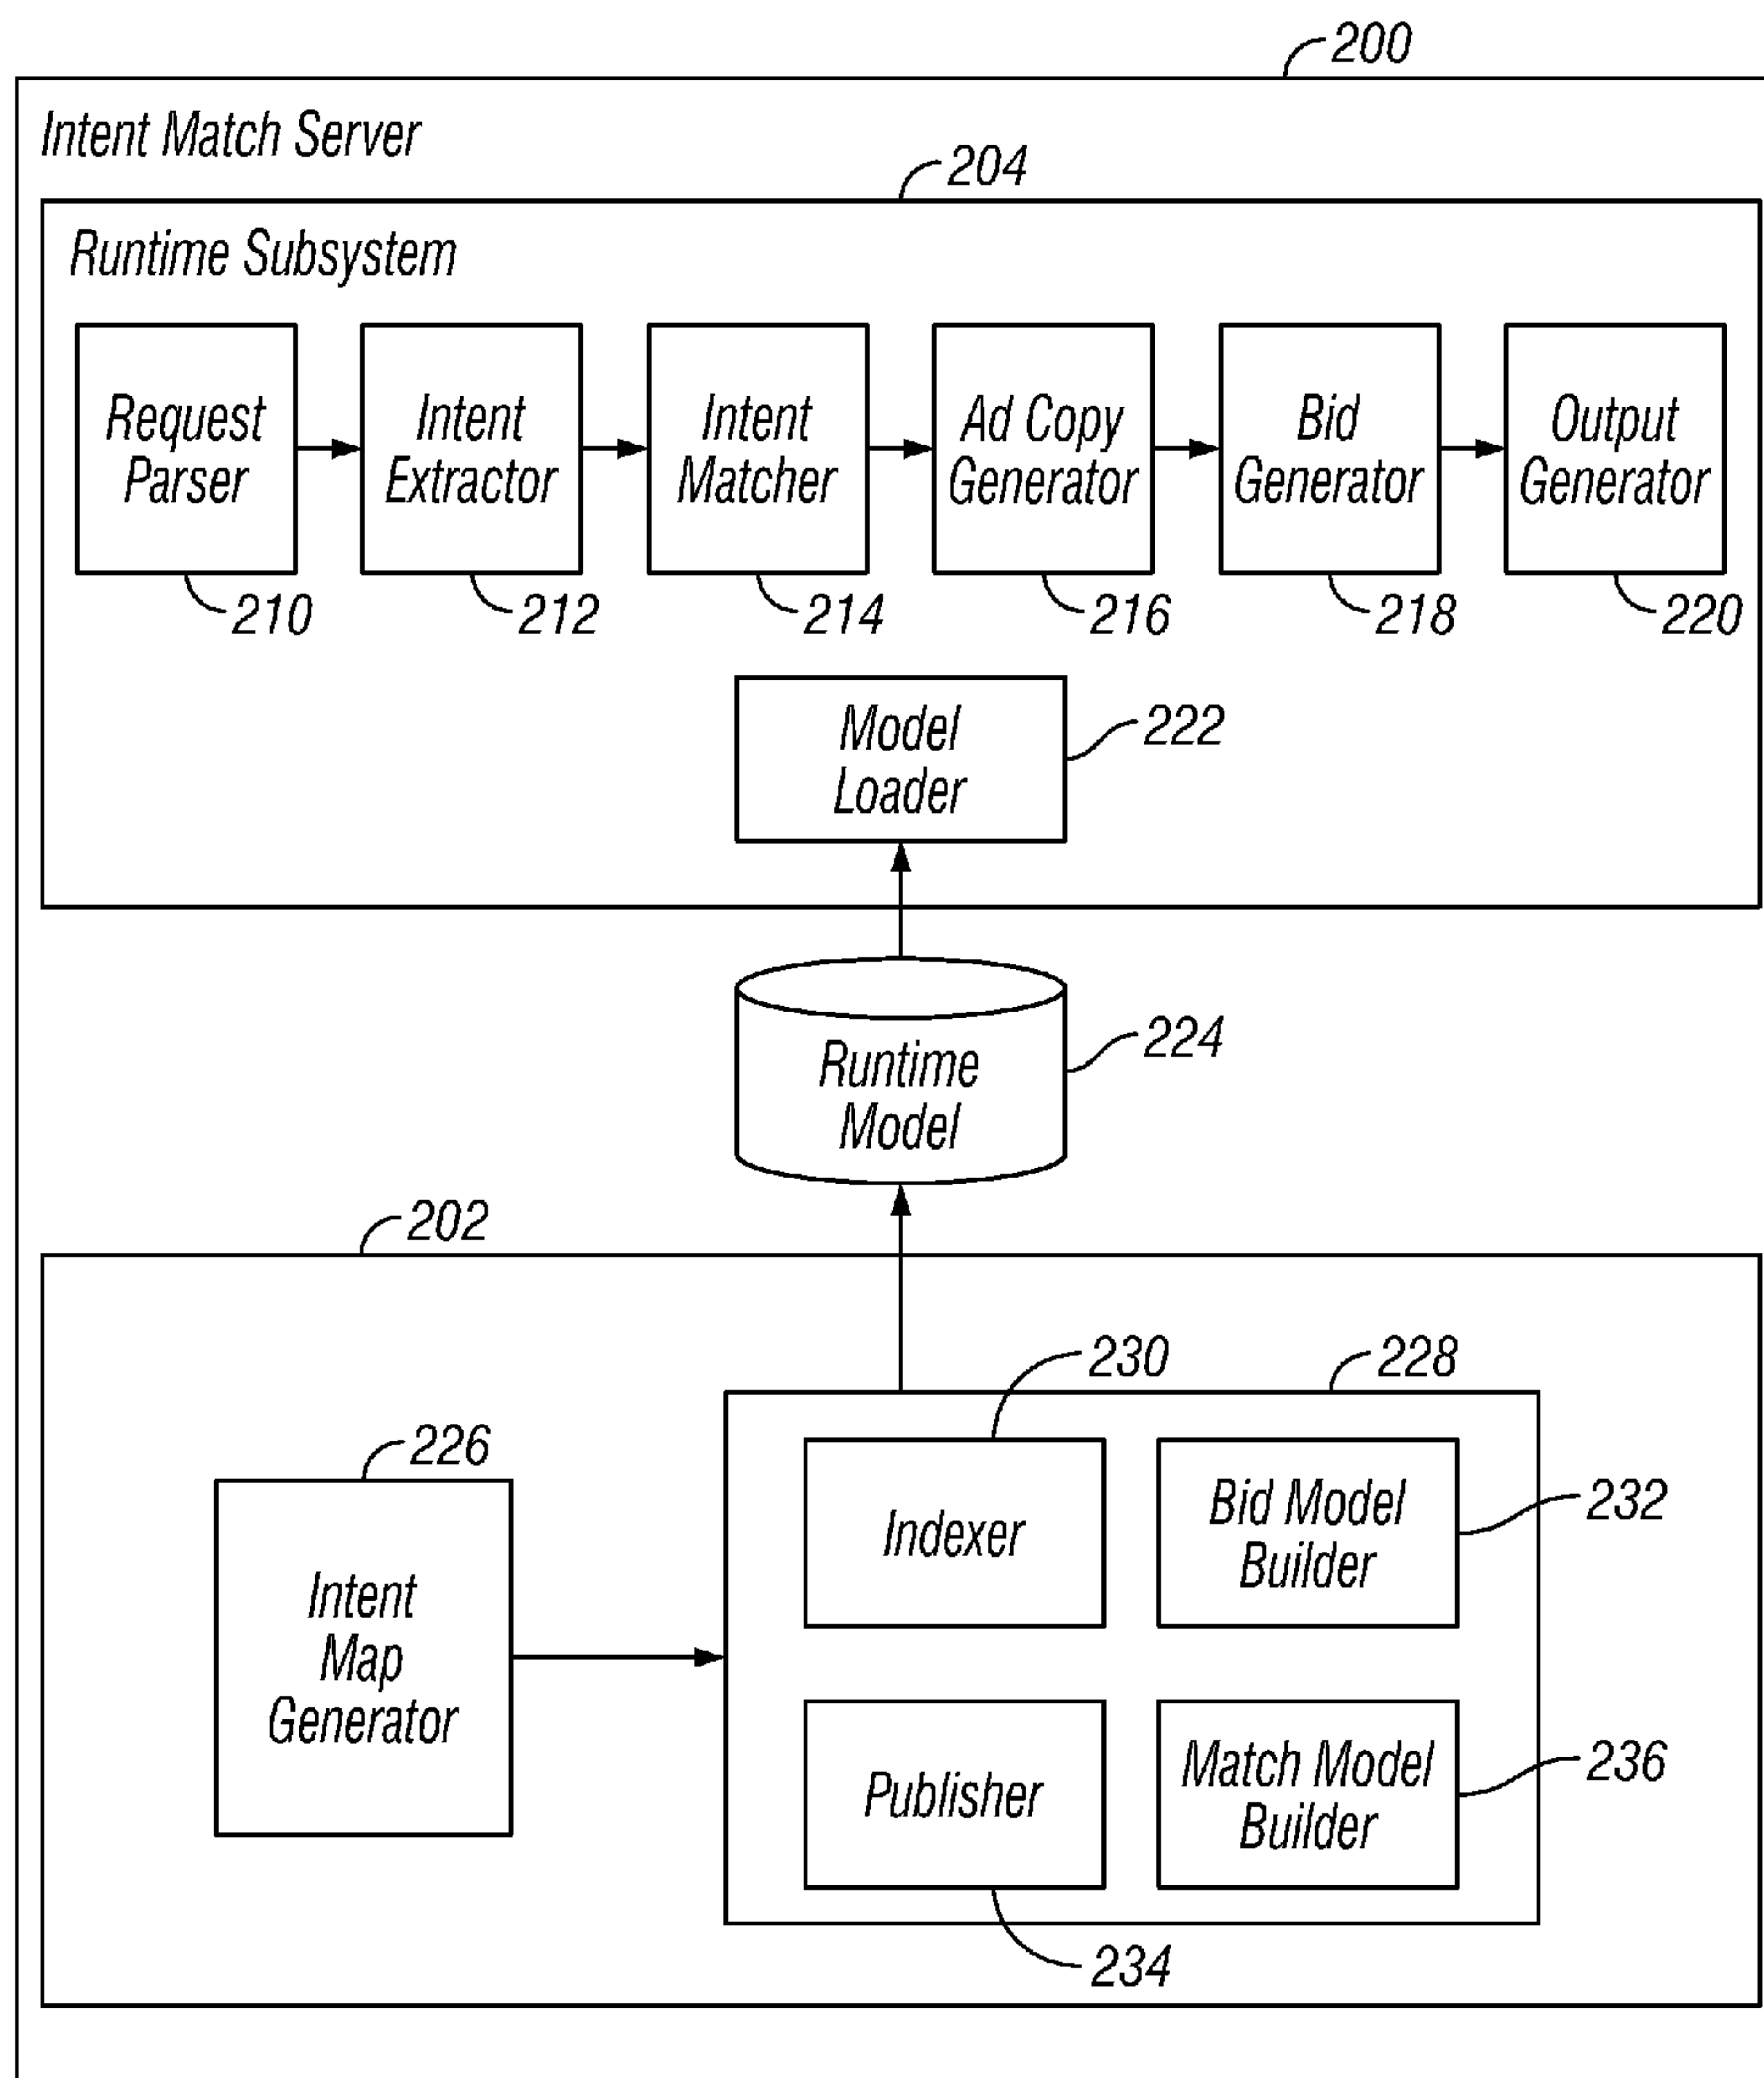 200
Intent Match Server
204
Runtime Subsystem
Request
Parser
Intent
Extractor
Intent
Matcher
Ad Copy
Generator
Bid
Generator
Output
Generator
210
212
214
216
218
220
Model
Loader
222
Runtime
Model
224
202
230
228
226
Indexer
Bid Model
Builder
232
Intent
Map
Generator
Publisher
Match Model
Builder
236
234